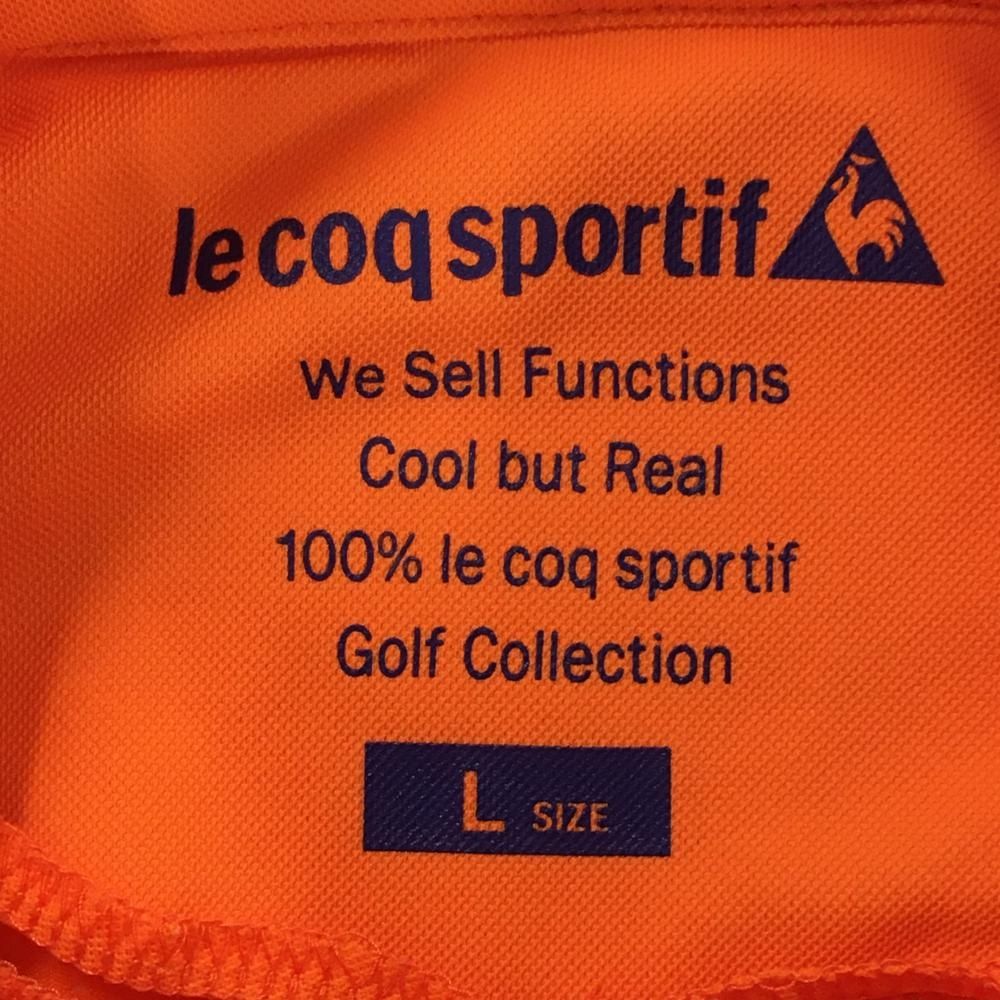 le coq sportif
We Sell Functions
Cool but Real
100% le coq sportif
Golf Collection
L SIZE